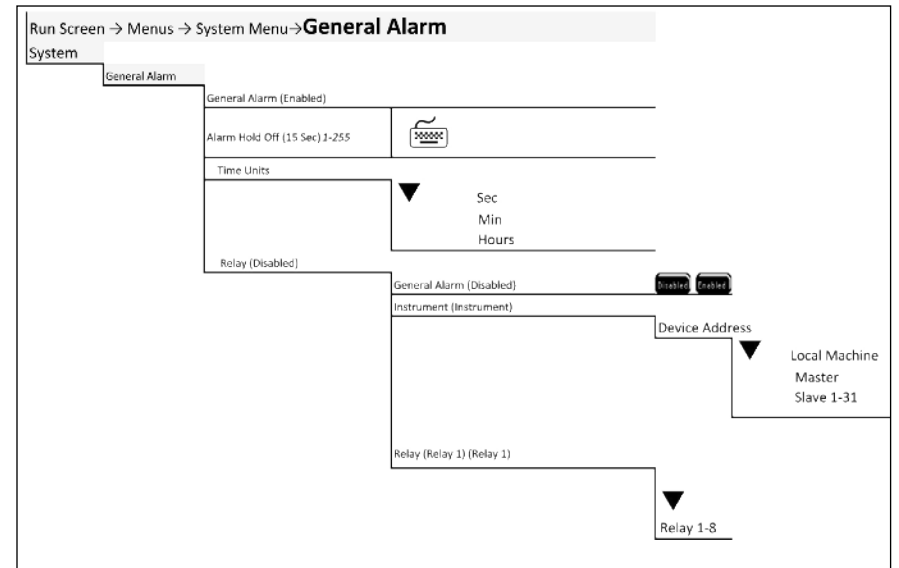 Run Screen → Menus → System Menu→General Alarm
System
General Alarm
General Alarm (Enabled)
Alarm Hold Off (15 Sec) 1-255
Time Units
Sec
Min
Hours
Relay (Disabled)
General Alarm (Disabled)
Disabled Enabled
Instrument (Instrument)
Device Address
Local Machine
Master
Slave 1-31
Relay (Relay 1) (Relay 1)
Relay 1-8